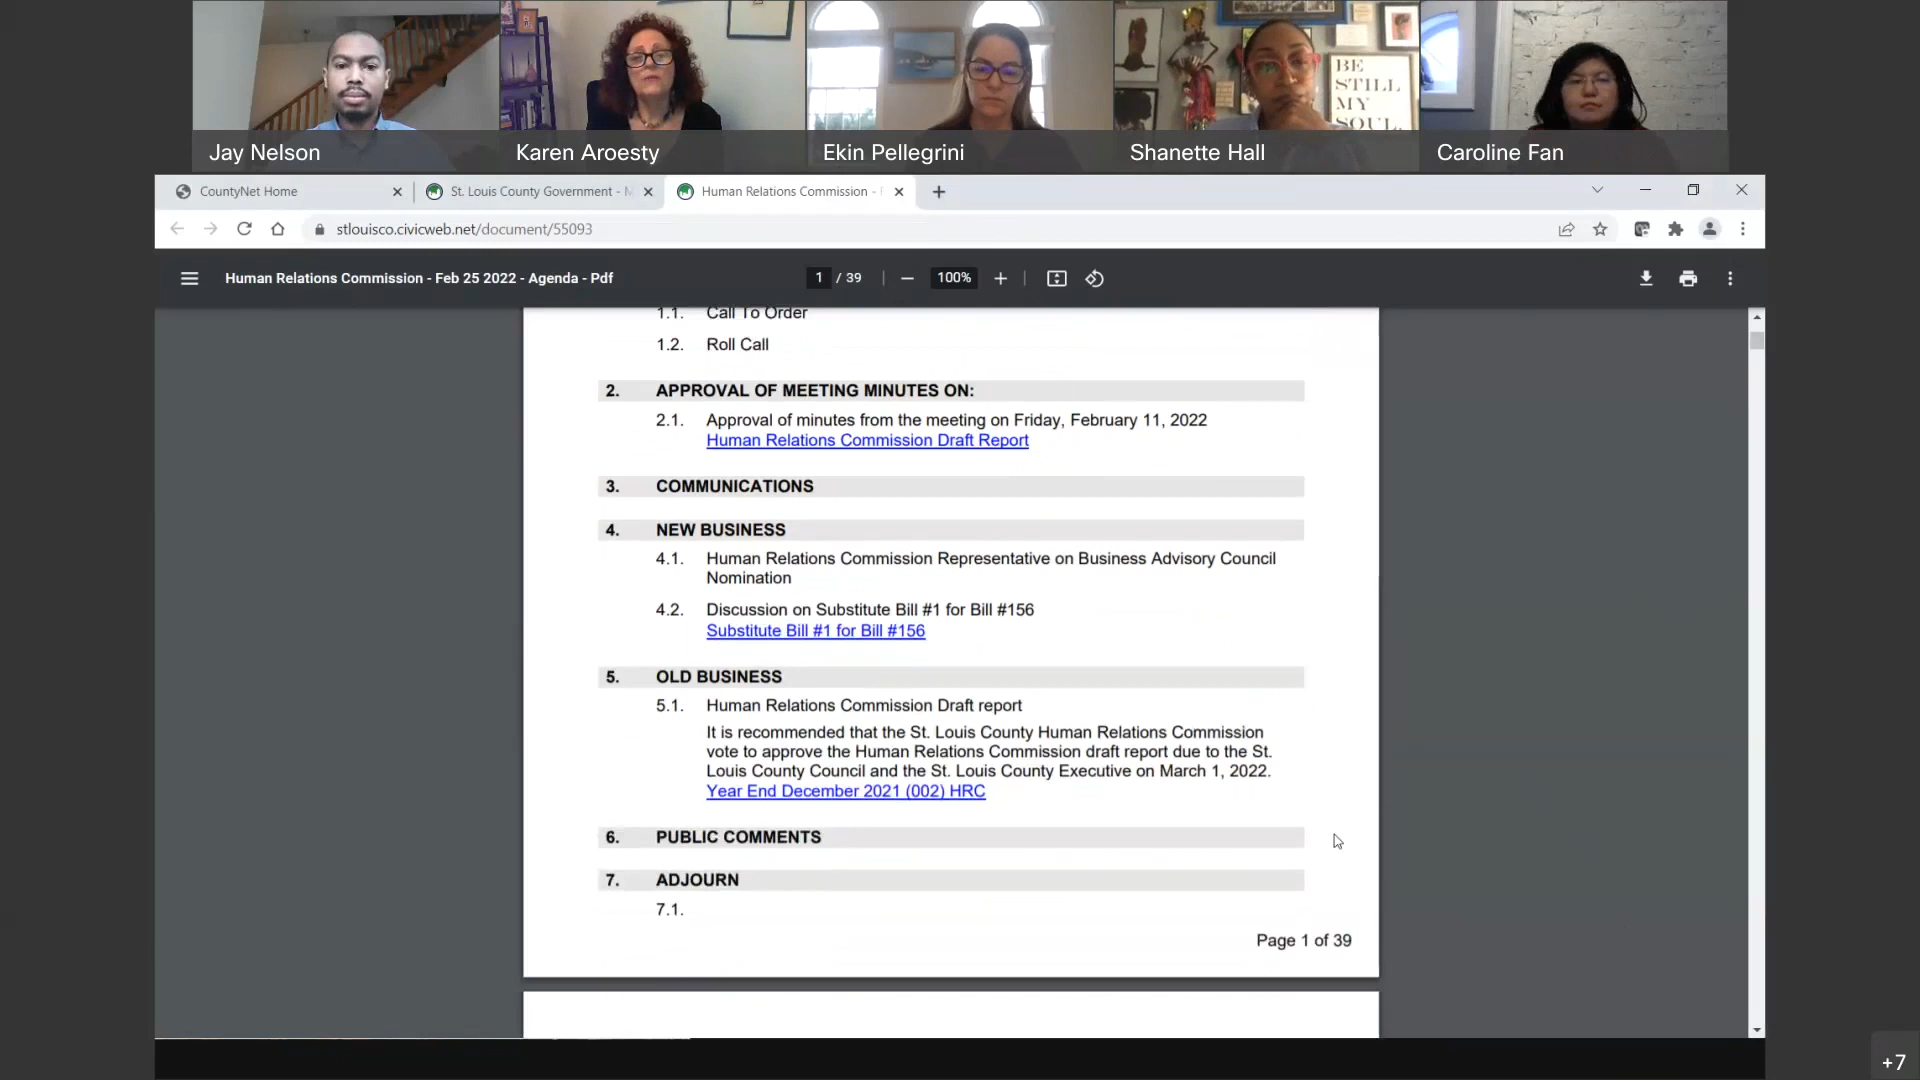 BE
STILL
MY
SOUL
Jay Nelson
Karen Aroesty
Ekin Pellegrini
Shanette Hall
Caroline Fan
CountyNet Home
St. Louis County Government - M
Human Relations Commission -
stlouisco.civicweb.net/document/55093
Human Relations Commission - Feb 25 2022 - Agenda - Pdf
1 / 39
100%
1.1. Call To Order
1.2. Roll Call
2. APPROVAL OF MEETING MINUTES ON:
2.1. Approval of minutes from the meeting on Friday, February 11, 2022
Human Relations Commission Draft Report
3. COMMUNICATIONS
4. NEW BUSINESS
4.1. Human Relations Commission Representative on Business Advisory Council
Nomination
4.2. Discussion on Substitute Bill #1 for Bill #156
Substitute Bill #1 for Bill #156
5. OLD BUSINESS
5.1. Human Relations Commission Draft report
It is recommended that the St. Louis County Human Relations Commission
vote to approve the Human Relations Commission draft report due to the St.
Louis County Council and the St. Louis County Executive on March 1, 2022.
Year End December 2021 (002) HRC
6. PUBLIC COMMENTS
7. ADJOURN
7.1.
Page 1 of 39
+7